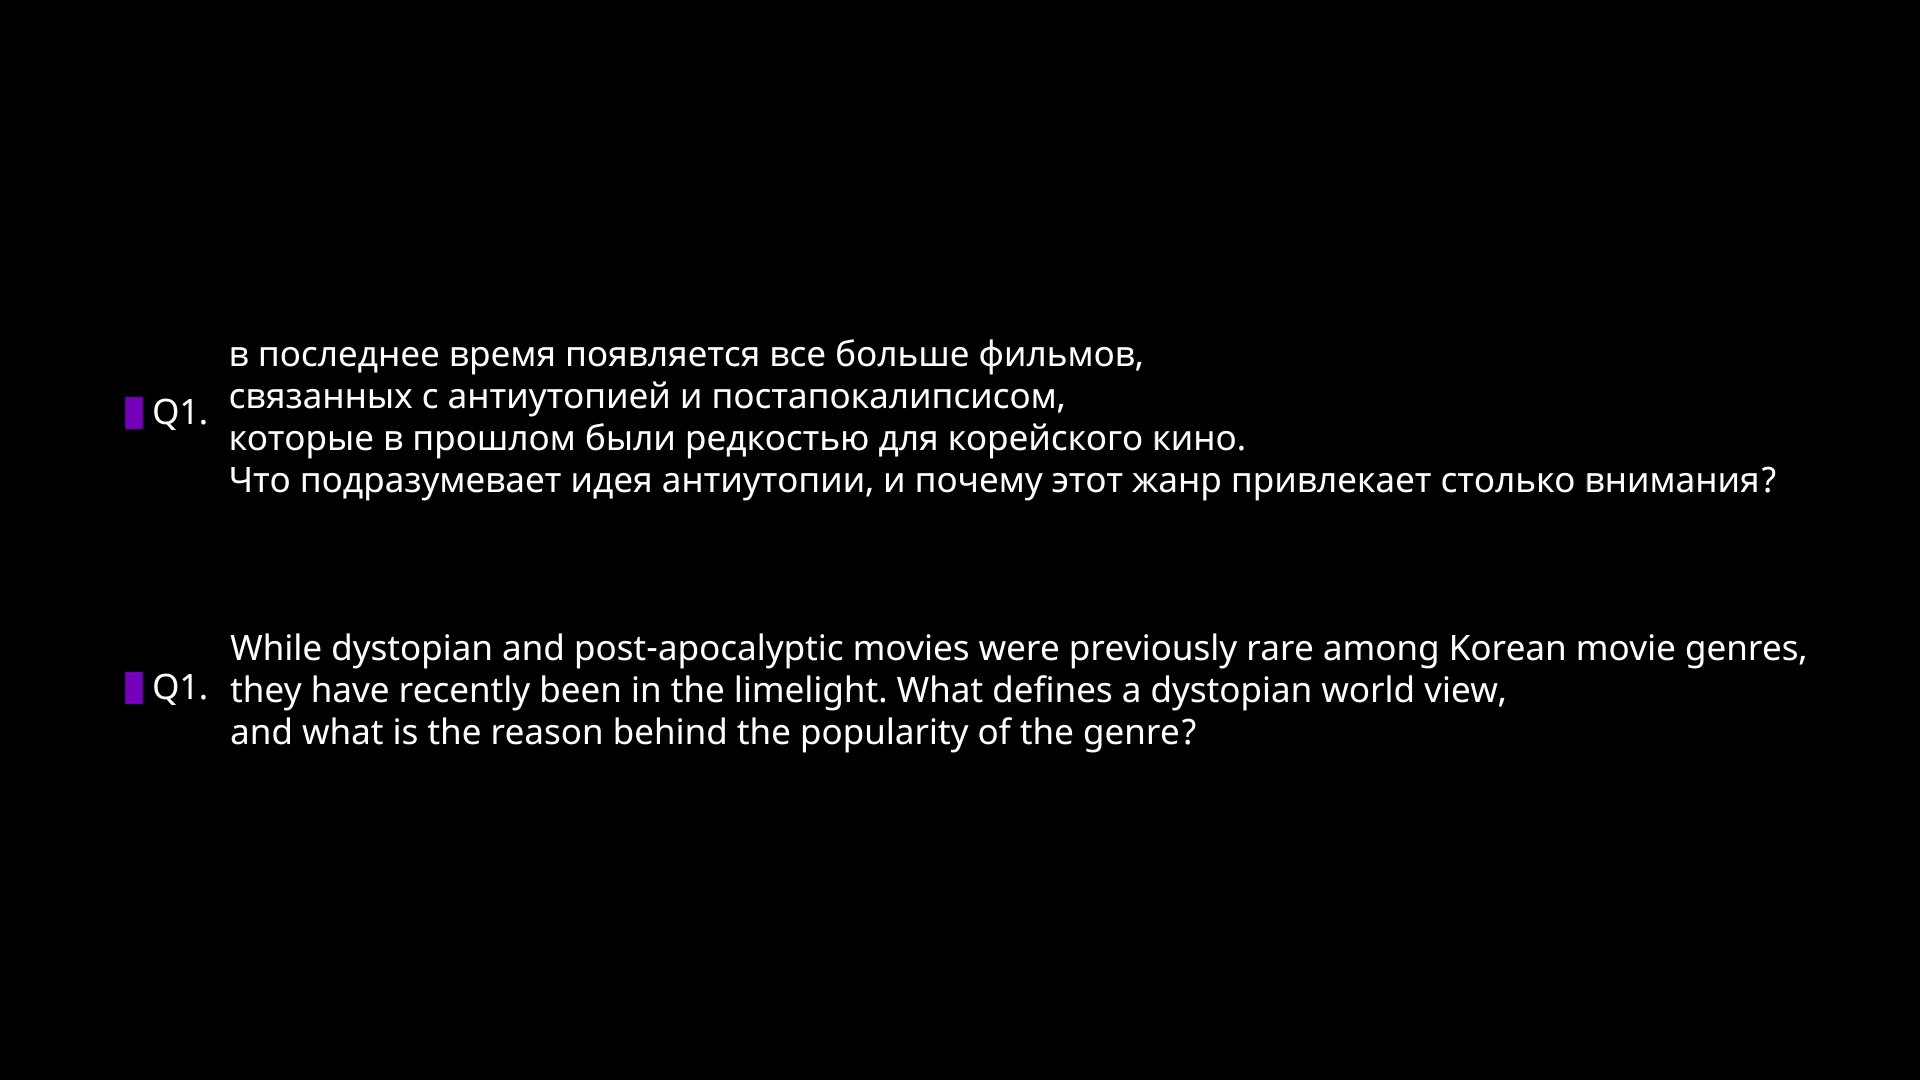 Q1.
в последнее время появляется все больше фильмов,
связанных с антиутопией и постапокалипсисом,
которые в прошлом были редкостью для корейского кино.
Что подразумевает идея антиутопии, и почему этот жанр привлекает столько внимания?
Q1.
While dystopian and post-apocalyptic movies were previously rare among Korean movie genres,
they have recently been in the limelight. What defines a dystopian world view,
and what is the reason behind the popularity of the genre?